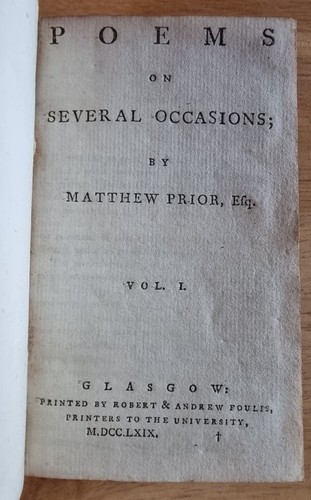 POEMS
ON
SEVERAL OCCASIONS;
BY
MATTHEW PRIOR, Eſq.
VOL. I.
GLASGOW:
PRINTED BY ROBERT & ANDREW FOULIS,
PRINTERS TO THE UNIVERSITY,
M.DCC.LXIX. †